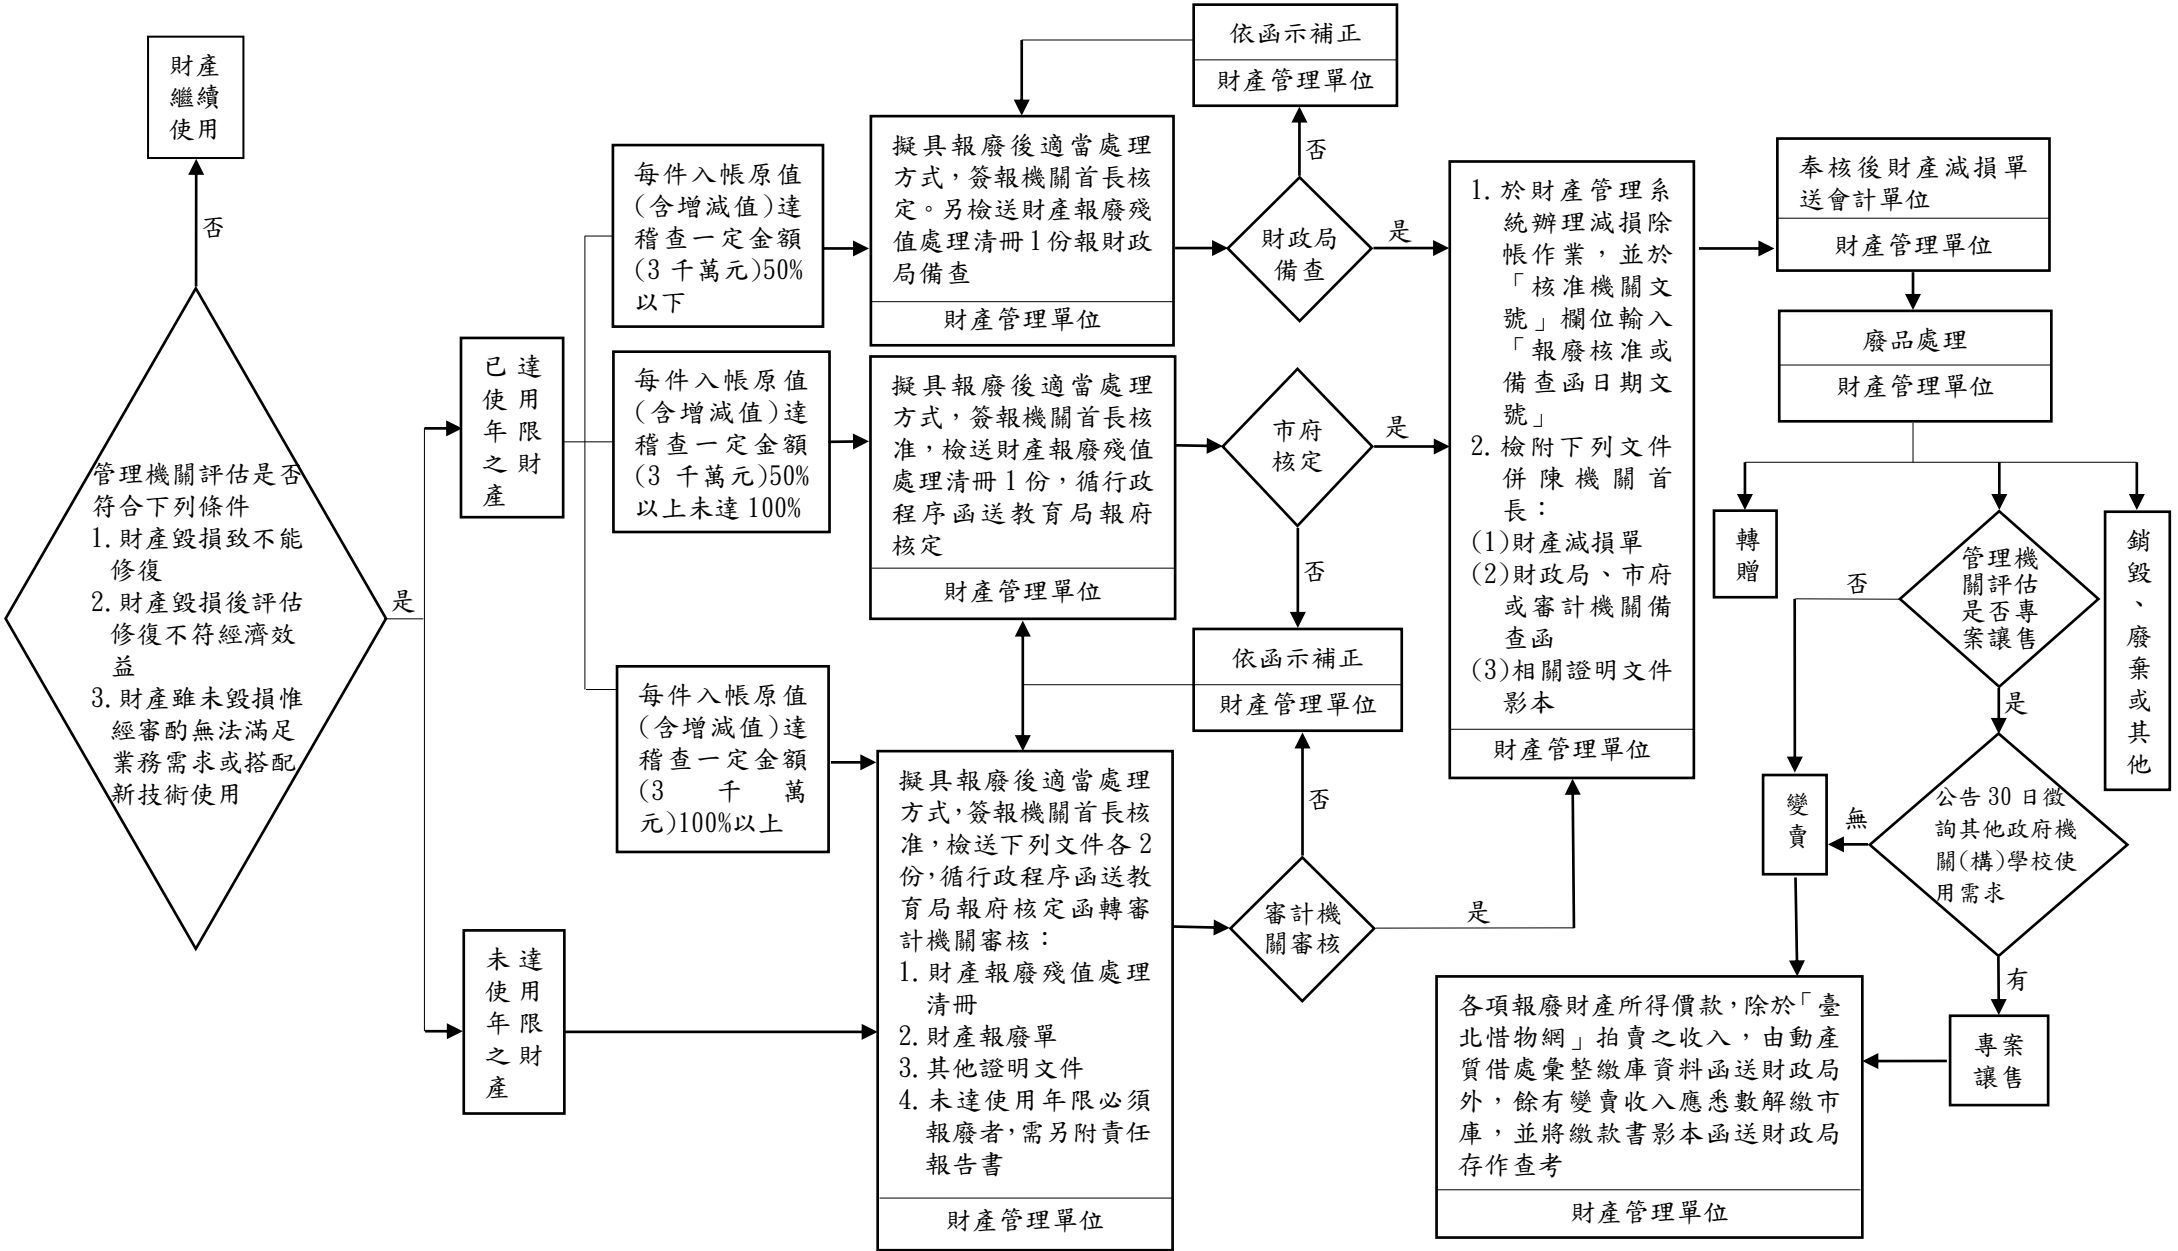 財產
繼續
使用
否
管理機關評估是否
符合下列條件
1.財產毀損致不能
修復
2.財產毀損後評估
修復不符經濟效
益
3.財產雖未毀損惟
經審酌無法滿足
業務需求或搭配
新技術使用
是
已達
使用
年限
之財
產
未達
使用
年限
之財
產
每件入帳原值
(含增減值)達
稽查一定金額
(3 千萬元)50%
以下
每件入帳原值
(含增減值)達
稽查一定金額
(3 千萬元)50%
以上未達 100%
每件入帳原值
(含增減值)達
稽查一定金額
(3 千 萬
元)100%以上
擬具報廢後適當處理
方式,簽報機關首長核
定。另檢送財產報廢殘
值處理清冊 1 份報財政
局備查
財產管理單位
擬具報廢後適當處理
方式,簽報機關首長核
准,檢送財產報廢殘值
處理清冊 1 份,循行政
程序函送教育局報府
核定
財產管理單位
擬具報廢後適當處理
方式,簽報機關首長核
准,檢送下列文件各 2
份,循行政程序函送教
育局報府核定函轉審
計機關審核:
1.財產報廢殘值處理
清冊
2.財產報廢單
3.其他證明文件
4.未達使用年限必須
報廢者,需另附責任
報告書
財產管理單位
依函示補正
財產管理單位
否
財政局
備查
是
市府
核定
是
否
依函示補正
財產管理單位
否
審計機
關審核
是
1.於財產管理系
統辦理減損除
帳作業,並於
「核准機關文
號」欄位輸入
「報廢核准或
備查函日期文
號」
2.檢附下列文件
併陳機關首
長:
(1)財產減損單
(2)財政局、市府
或審計機關備
查函
(3)相關證明文件
影本
財產管理單位
奉核後財產減損單
送會計單位
財產管理單位
廢品處理
財產管理單位
轉
贈
管理機
關評估
是否專
案讓售
否
是
銷
毀
、
廢
棄
或
其
他
變
賣
無
公告 30 日徵
詢其他政府機
關(構)學校使
用需求
有
專案
讓售
各項報廢財產所得價款,除於「臺
北惜物網」拍賣之收入,由動產
質借處彙整繳庫資料函送財政局
外,餘有變賣收入應悉數解繳市
庫,並將繳款書影本函送財政局
存作查考
財產管理單位